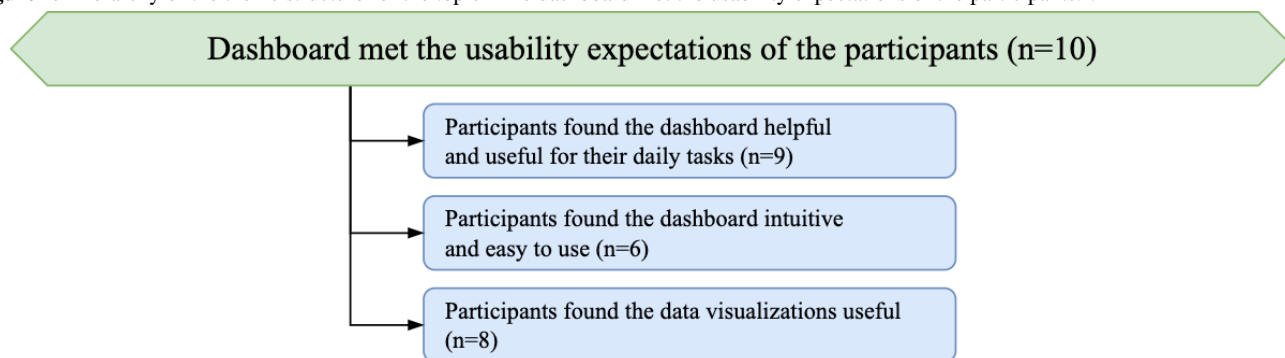 Dashboard met the usability expectations of the participants (n=10)
Participants found the dashboard helpful
and useful for their daily tasks (n=9)
Participants found the dashboard intuitive
and easy to use (n=6)
Participants found the data visualizations useful
(n=8)